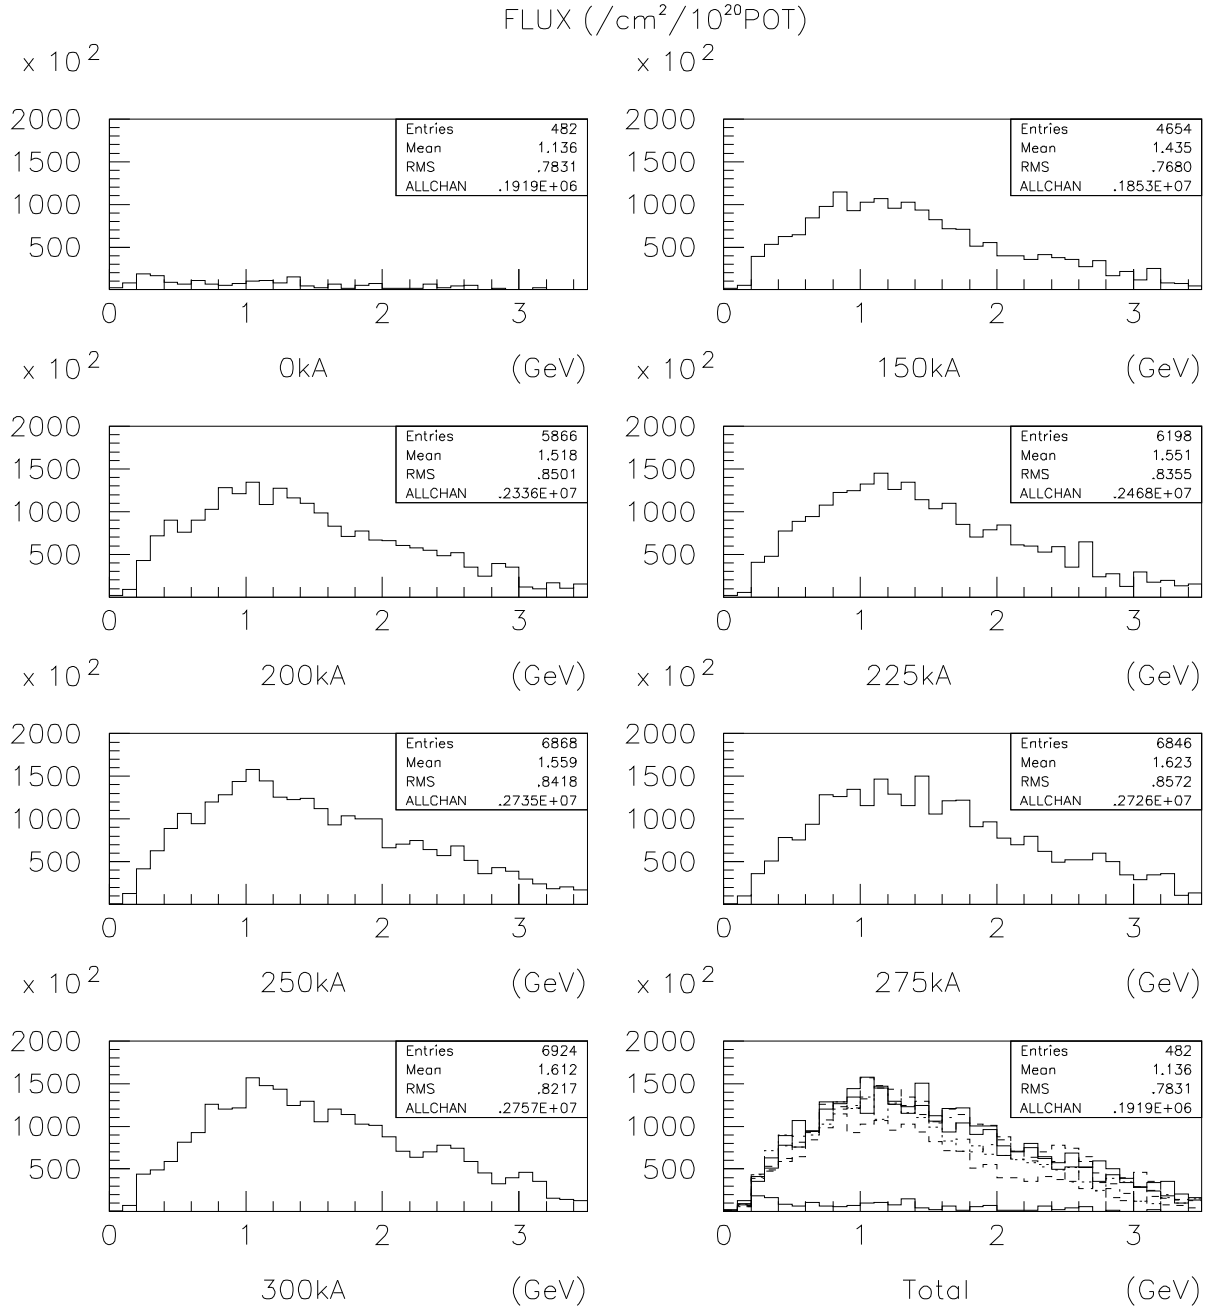 FLUX (/cm²/10²⁰POT)
x 10² x 10²
2000
1500
1000
500
0 1 2 3
Entries 482
Mean 1.136
RMS .7831
ALLCHAN .1919E+06
0kA (GeV)
2000
1500
1000
500
0 1 2 3
Entries 4654
Mean 1.435
RMS .7680
ALLCHAN .1853E+07
150kA (GeV)
x 10² x 10²
2000
1500
1000
500
0 1 2 3
Entries 5866
Mean 1.518
RMS .8501
ALLCHAN .2336E+07
200kA (GeV)
2000
1500
1000
500
0 1 2 3
Entries 6198
Mean 1.551
RMS .8355
ALLCHAN .2468E+07
225kA (GeV)
x 10² x 10²
2000
1500
1000
500
0 1 2 3
Entries 6868
Mean 1.559
RMS .8418
ALLCHAN .2735E+07
250kA (GeV)
2000
1500
1000
500
0 1 2 3
Entries 6846
Mean 1.623
RMS .8572
ALLCHAN .2726E+07
275kA (GeV)
x 10² x 10²
2000
1500
1000
500
0 1 2 3
Entries 6924
Mean 1.612
RMS .8217
ALLCHAN .2757E+07
300kA (GeV)
2000
1500
1000
500
0 1 2 3
Entries 482
Mean 1.136
RMS .7831
ALLCHAN .1919E+06
Total (GeV)